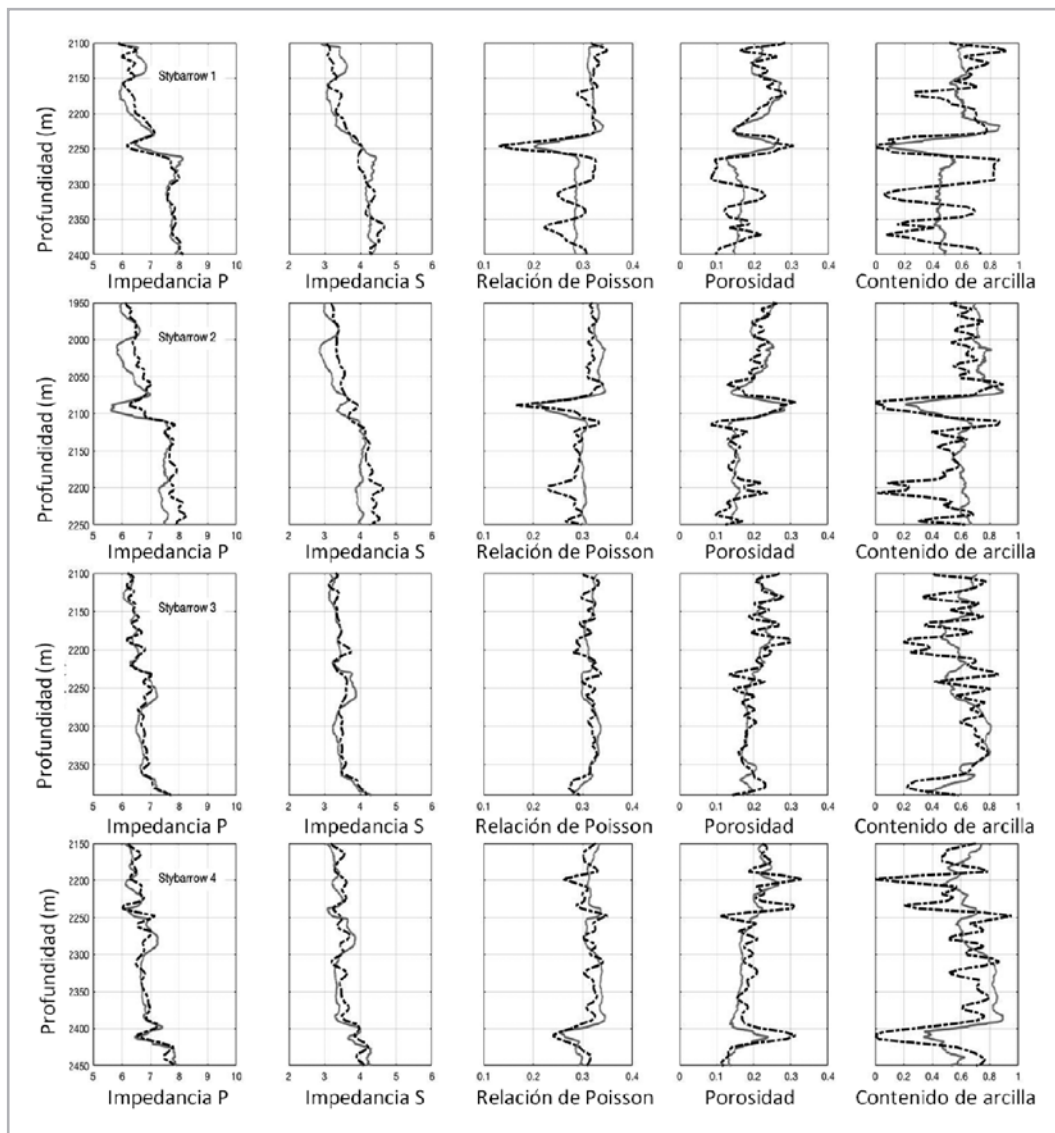 2100
2150
2200
2250
2300
2350
2400
Profundidad (m)
Stybarrow 1
5 6 7 8 9 10
2 3 4 5 6
0.1 0.2 0.3 0.4
0 0.1 0.2 0.3 0.4
0 0.2 0.4 0.6 0.8 1
Impedancia P
Impedancia S
Relación de Poisson
Porosidad
Contenido de arcilla
1950
2000
2050
2100
2150
2200
2250
Profundidad (m)
Stybarrow 2
5 6 7 8 9 10
2 3 4 5 6
0.1 0.2 0.3 0.4
0 0.1 0.2 0.3 0.4
0 0.2 0.4 0.6 0.8 1
Impedancia P
Impedancia S
Relación de Poisson
Porosidad
Contenido de arcilla
2100
2150
2200
2250
2300
2350
Profundidad (m)
Stybarrow 3
5 6 7 8 9 10
2 3 4 5 6
0.1 0.2 0.3 0.4
0 0.1 0.2 0.3 0.4
0 0.2 0.4 0.6 0.8 1
Impedancia P
Impedancia S
Relación de Poisson
Porosidad
Contenido de arcilla
2150
2200
2250
2300
2350
2400
2450
Profundidad (m)
Stybarrow 4
5 6 7 8 9 10
2 3 4 5 6
0.1 0.2 0.3 0.4
0 0.1 0.2 0.3 0.4
0 0.2 0.4 0.6 0.8 1
Impedancia P
Impedancia S
Relación de Poisson
Porosidad
Contenido de arcilla